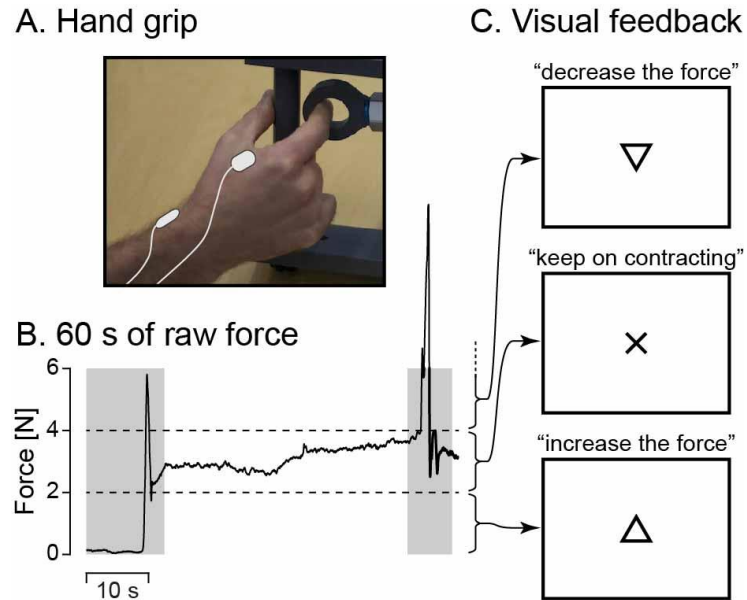 A. Hand grip
C. Visual feedback
“decrease the force”
“keep on contracting”
B. 60 s of raw force
6
4
2
0
Force [N]
10 s
“increase the force”